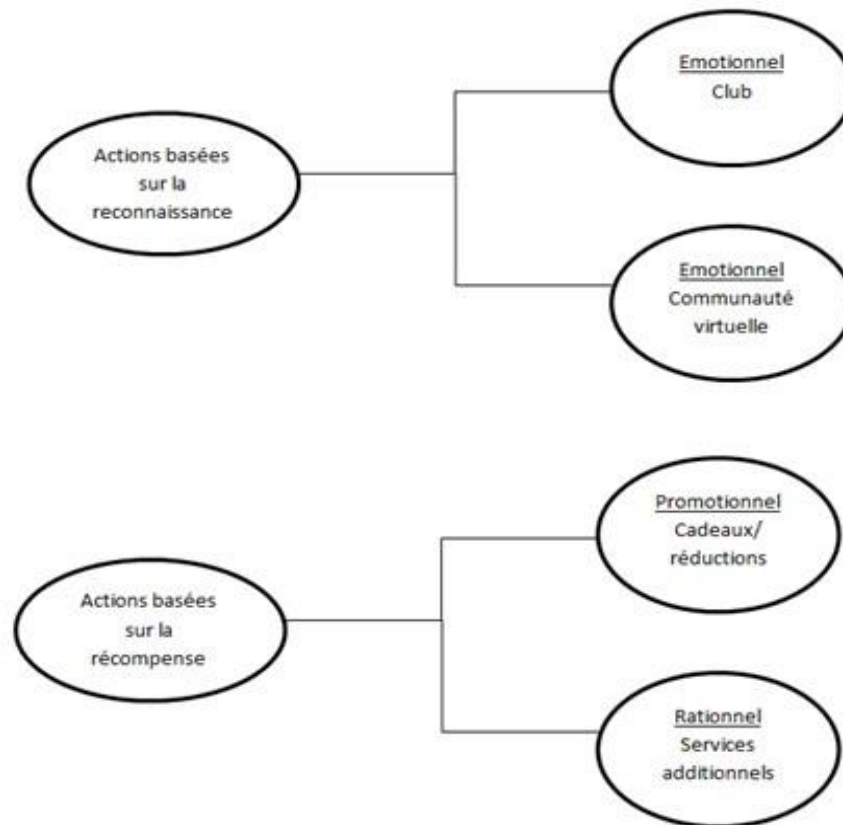 Emotionnel
Club
Actions basées
sur la
reconnaissance
Emotionnel
Communauté
virtuelle
Promotionnel
Cadeaux/
réductions
Actions basées
sur la
récompense
Rationnel
Services
additionnels